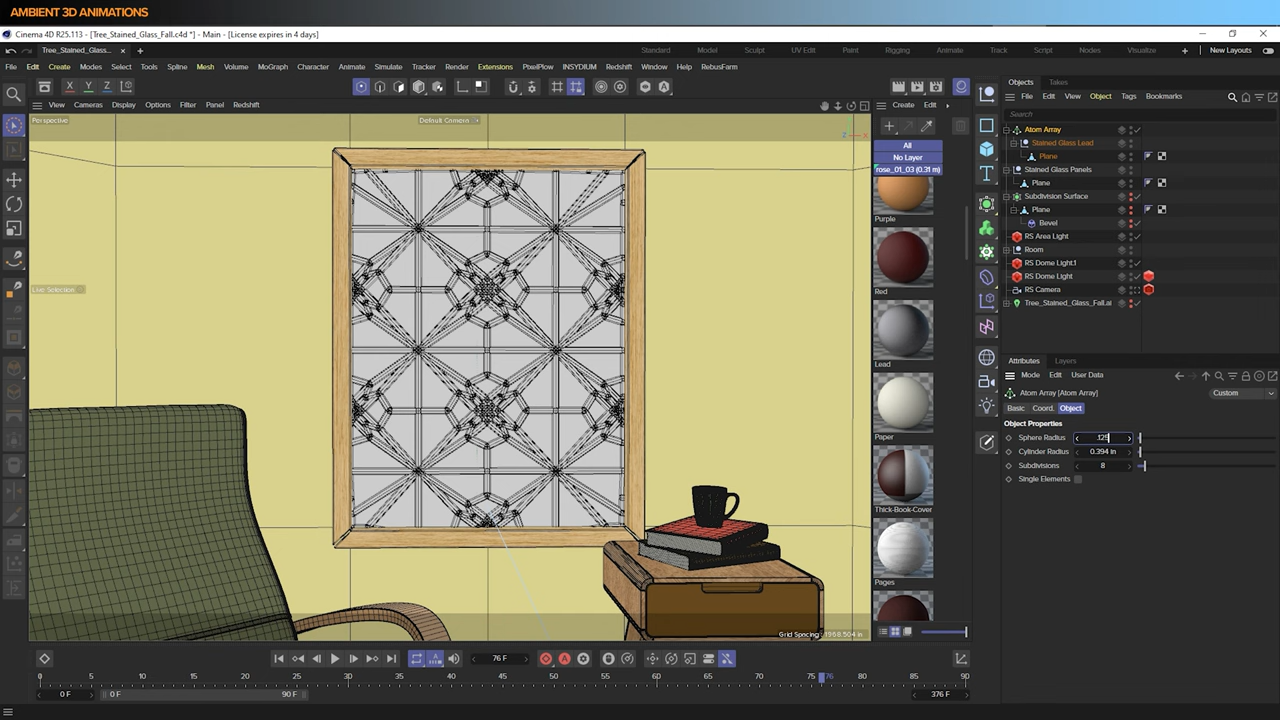 AMBIENT 3D ANIMATIONS
Cinema 4D R25.113 - [Tree_Stained_Glass_Fall.c4d *] - Main - [License expires in 4 days]
Tree_Stained_Glass...
Standard Model Sculpt UV Edit Paint Rigging Animate Track Script Nodes Visualize New Layouts
File Edit Create Modes Select Tools Spline Mesh Volume MoGraph Character Animate Simulate Tracker Render Extensions PixelPlow INSYDIUM Redshift Window Help RebusFarm
X Y Z
View Cameras Display Options Filter Panel Redshift
Perspective
Default Camera
Live Selection
Grid Spacing : 1968.504 in
Create Edit
All
No Layer
rose_01_03 (0.31 m)
Purple
Red
Lead
Paper
Thick-Book-Cover
Pages
Objects Takes
File Edit View Object Tags Bookmarks
Search
Atom Array
Stained Glass Lead
Plane
Stained Glass Panels
Plane
Subdivision Surface
Plane
Bevel
RS Area Light
Room
RS Dome Light.1
RS Dome Light
RS Camera
Tree_Stained_Glass_Fall.ai
Attributes Layers
Mode Edit User Data
Atom Array [Atom Array]
Custom
Basic Coord. Object
Object Properties
Sphere Radius .125
Cylinder Radius 0.394 in
Subdivisions 8
Single Elements
76 F
0 5 10 15 20 25 30 35 40 45 50 55 60 65 70 75 76 80 85 90
0 F 0 F 90 F 376 F